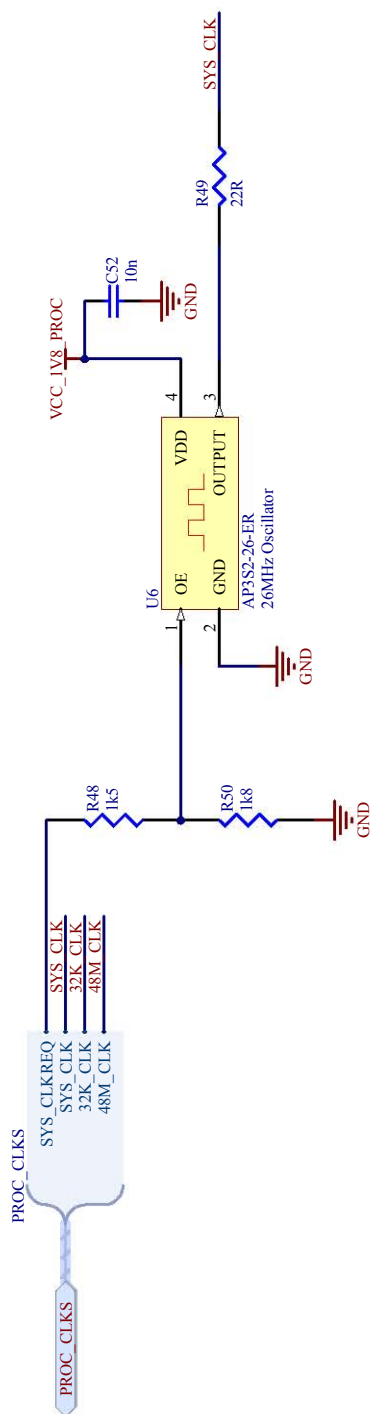 PROC_CLKS
PROC_CLKS
SYS_CLKREQ
SYS_CLK
SYS_CLK
32K_CLK
32K_CLK
48M_CLK
48M_CLK
R48
1k5
R50
1k8
GND
U6
1
OE
VDD
4
2
GND
OUTPUT
3
AP3S2-26-ER
26MHz Oscillator
GND
VCC_1V8_PROC
C52
10n
GND
R49
22R
SYS_CLK